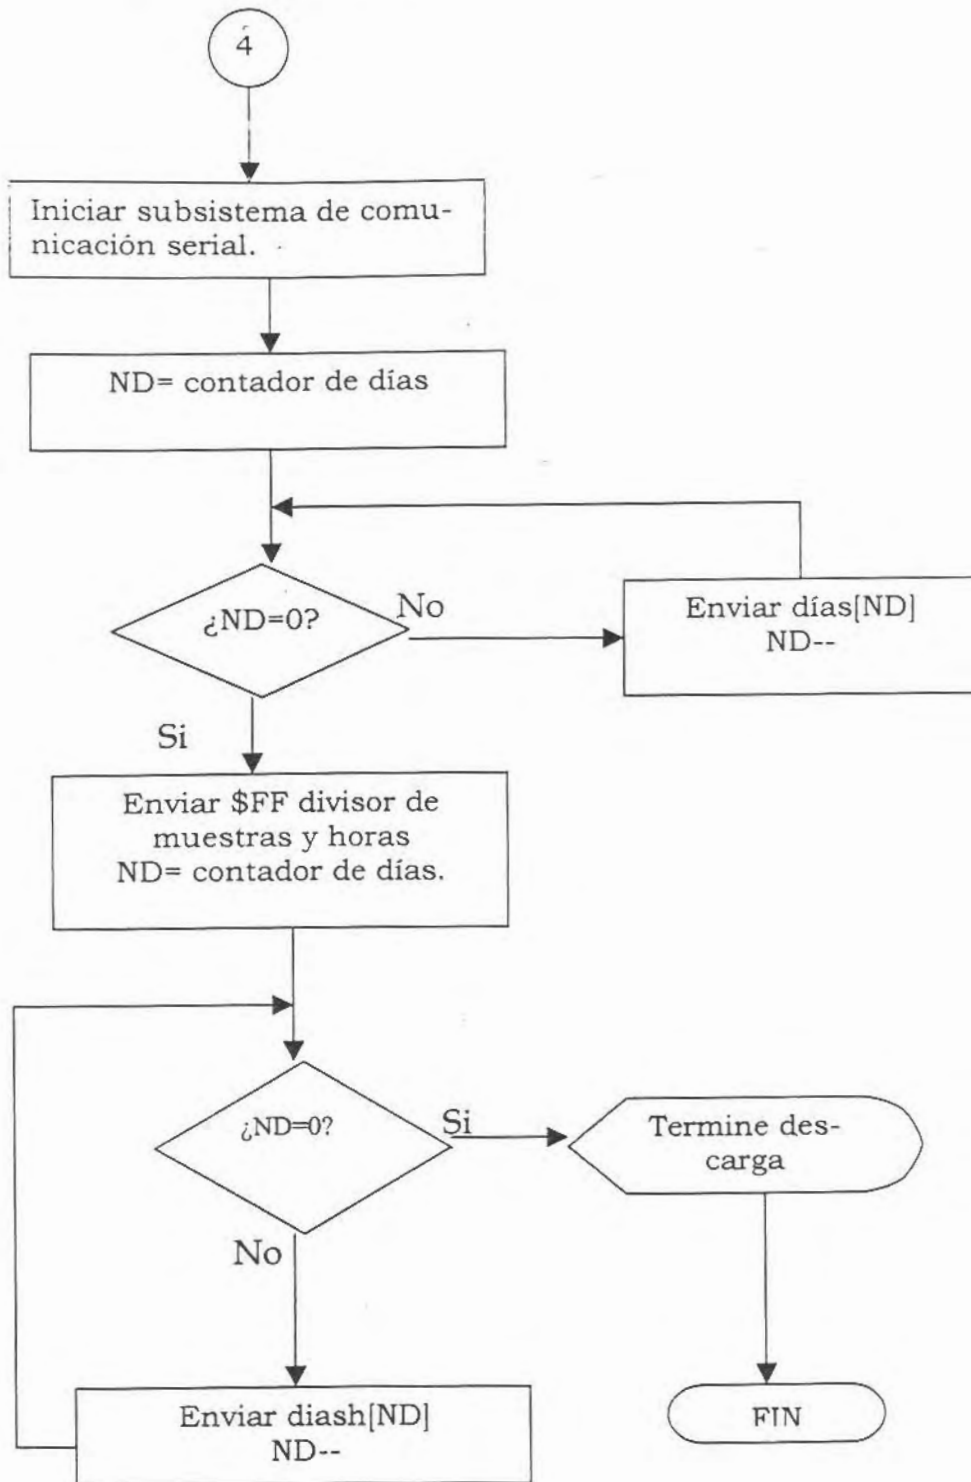 4
Iniciar subsistema de comu-
nicación serial.
ND= contador de días
¿ND=0?
No
Enviar días[ND]
ND--
Si
Enviar $FF divisor de
muestras y horas
ND= contador de días.
¿ND=0?
Si
Termine des-
carga
No
Enviar diash[ND]
ND--
FIN